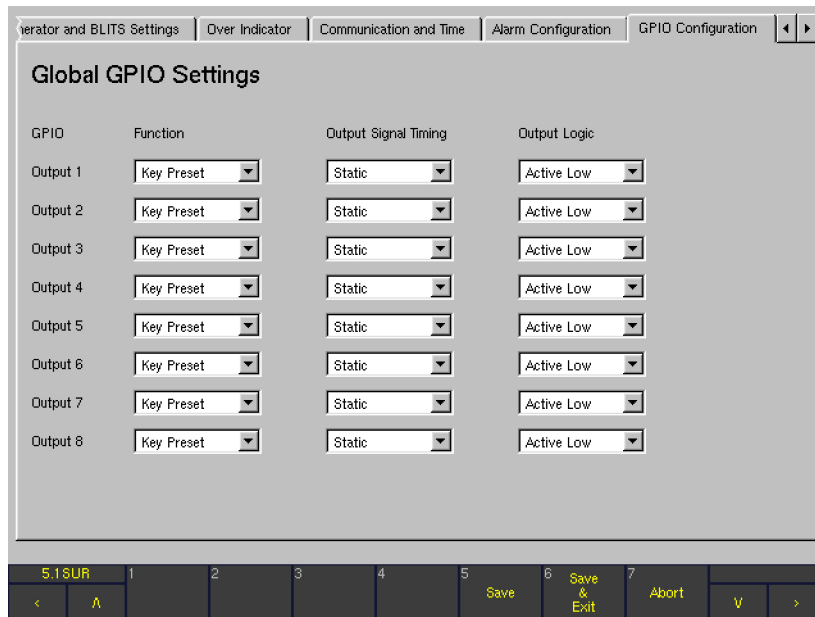 nerator and BLITS Settings Over Indicator Communication and Time Alarm Configuration GPIO Configuration
Global GPIO Settings
GPIO Function Output Signal Timing Output Logic
Output 1 Key Preset Static Active Low
Output 2 Key Preset Static Active Low
Output 3 Key Preset Static Active Low
Output 4 Key Preset Static Active Low
Output 5 Key Preset Static Active Low
Output 6 Key Preset Static Active Low
Output 7 Key Preset Static Active Low
Output 8 Key Preset Static Active Low
5.1SUR 1 2 3 4 5 Save 6 Save & Exit 7 Abort
< Λ V >